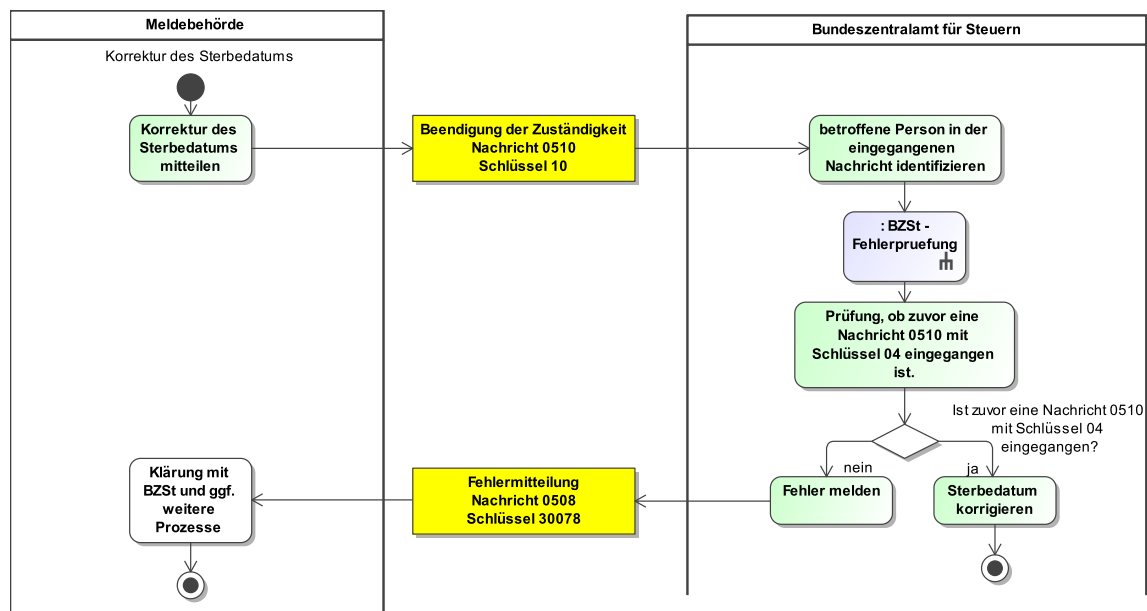 Meldebehörde
Bundeszentralamt für Steuern
Korrektur des Sterbedatums
Korrektur des
Sterbedatums
mitteilen
Beendigung der Zuständigkeit
Nachricht 0510
Schlüssel 10
betroffene Person in der
eingegangenen
Nachricht identifizieren
: BZSt -
Fehlerpruefung
Prüfung, ob zuvor eine
Nachricht 0510 mit
Schlüssel 04 eingegangen
ist.
Ist zuvor eine Nachricht 0510
mit Schlüssel 04
eingegangen?
nein
ja
Klärung mit
BZSt und ggf.
weitere
Prozesse
Fehlermitteilung
Nachricht 0508
Schlüssel 30078
Fehler melden
Sterbedatum
korrigieren